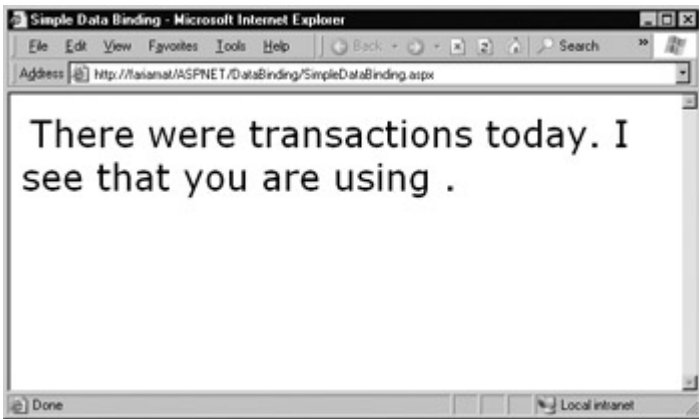 Simple Data Binding - Microsoft Internet Explorer
File Edit View Favorites Tools Help Back Search »
Address http://fariamat/ASPNET/DataBinding/SimpleDataBinding.aspx
There were transactions today. I
see that you are using .
Done Local intranet